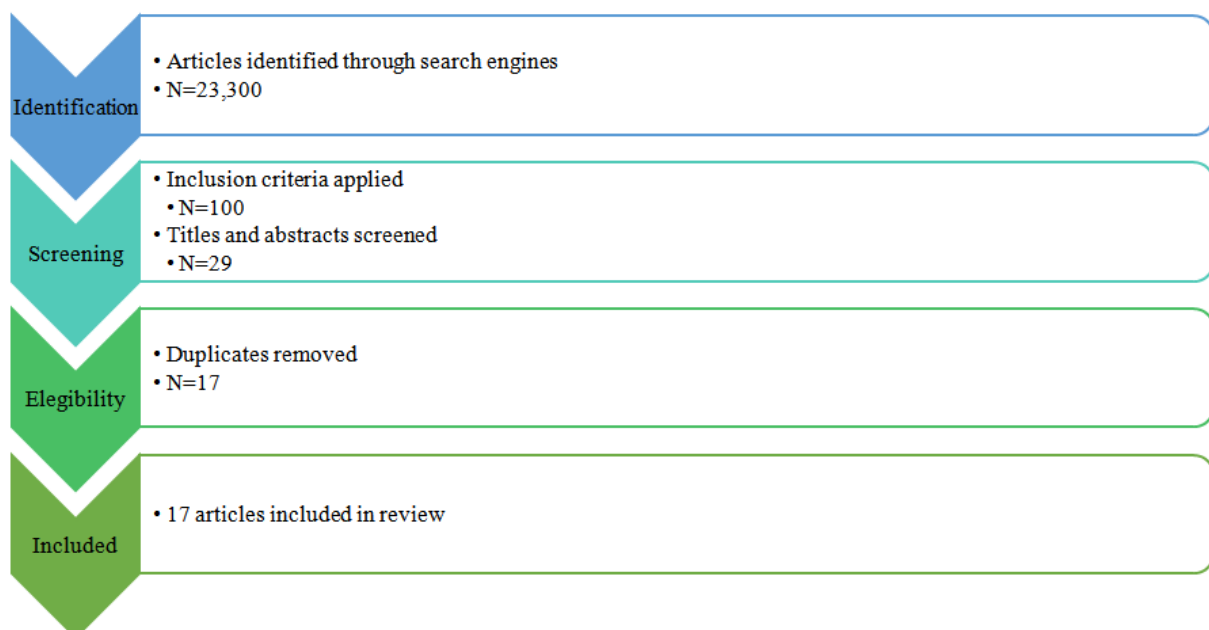 Identification
• Articles identified through search engines
• N=23,300
Screening
• Inclusion criteria applied
• N=100
• Titles and abstracts screened
• N=29
Elegibility
• Duplicates removed
• N=17
Included
• 17 articles included in review